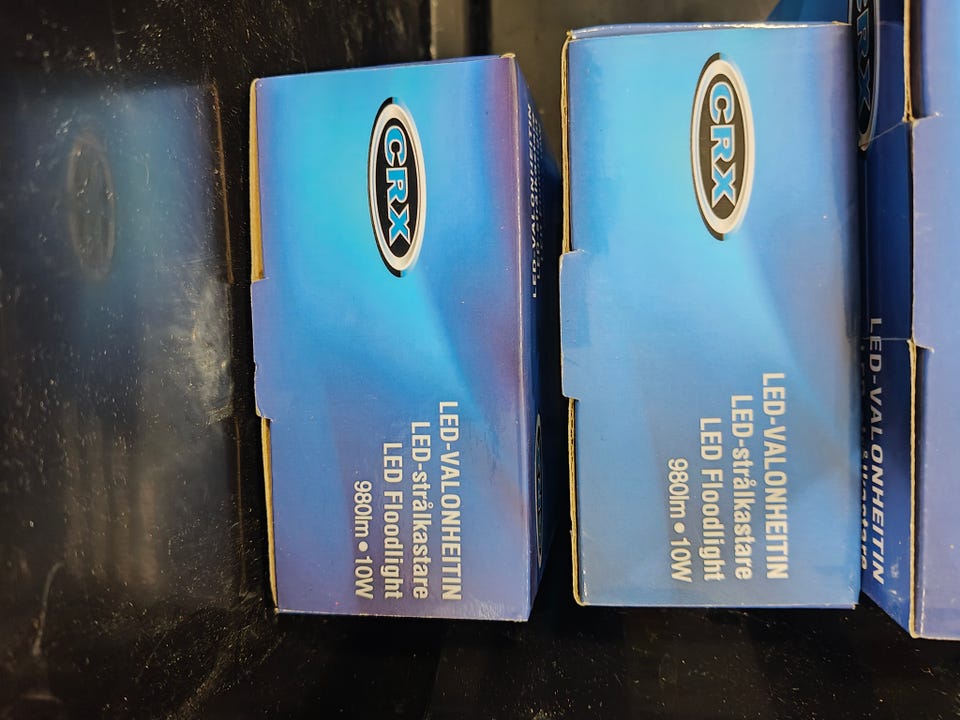 CRX
LED-VALONHEITIN
LED-strålkastare
LED Floodlight
980lm • 10W
CRX
LED-VALONHEITIN
LED-strålkastare
LED Floodlight
980lm • 10W
LED-VALONHEITIN